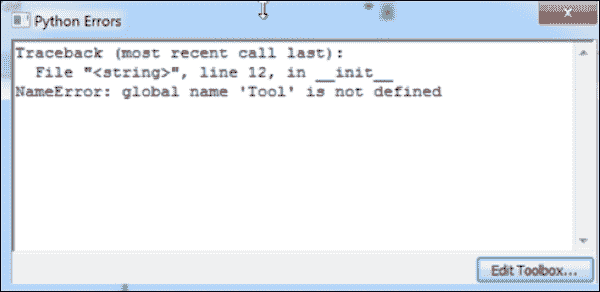 Python Errors
Traceback (most recent call last):
  File "<string>", line 12, in __init__
NameError: global name 'Tool' is not defined
Edit Toolbox...